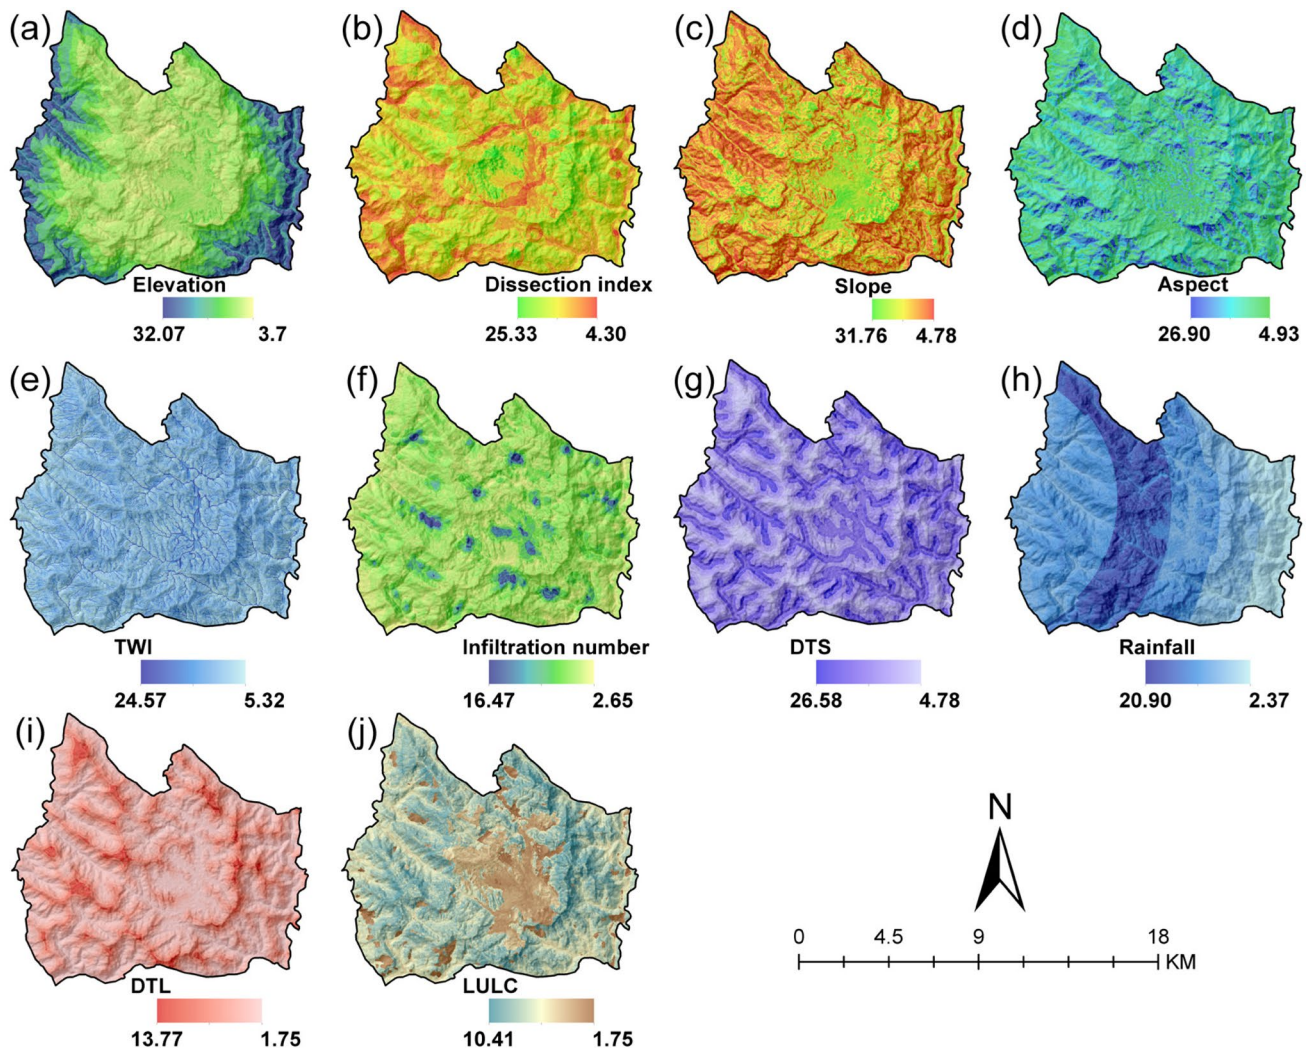 (a) (b) (c) (d)
Elevation Dissection index Slope Aspect
32.07 3.7 25.33 4.30 31.76 4.78 26.90 4.93
(e) (f) (g) (h)
TWI Infiltration number DTS Rainfall
24.57 5.32 16.47 2.65 26.58 4.78 20.90 2.37
(i) (j)
N
0 4.5 9 18
KM
DTL LULC
13.77 1.75 10.41 1.75